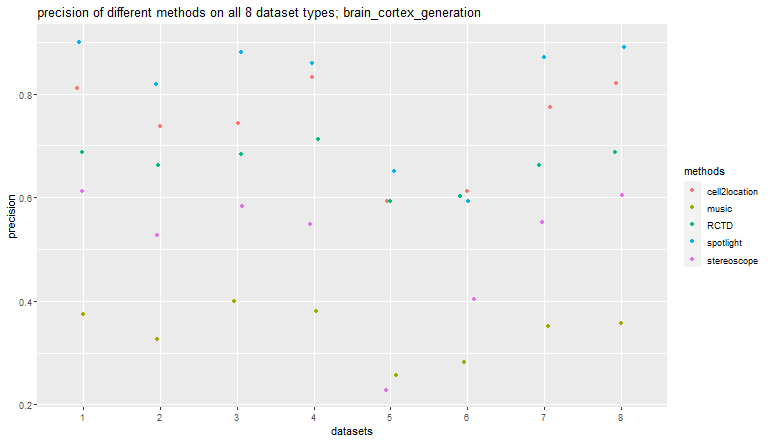 precision of different methods on all 8 dataset types; brain_cortex_generation
precision
0.8
0.6
0.4
0.2
1 2 3 4 5 6 7 8
datasets
methods
cell2location
music
RCTD
spotlight
stereoscope